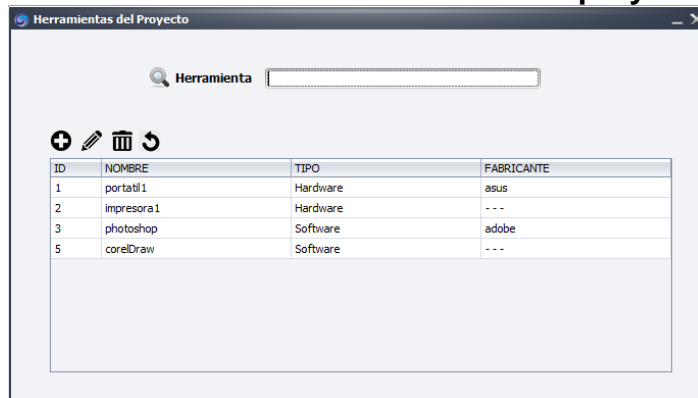 Herramientas del Proyecto
Herramienta
ID NOMBRE TIPO FABRICANTE
1 portatil1 Hardware asus
2 impresora1 Hardware - - -
3 photoshop Software adobe
5 corelDraw Software - - -